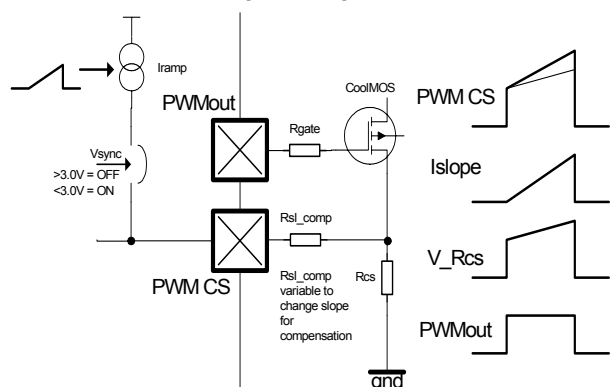 Iramp
Vsync
>3.0V = OFF
<3.0V = ON
PWMout
Rgate
CoolMOS
PWM CS
Rsl_comp
Rsl_comp
variable to
change slope
for
compensation
Rcs
gnd
PWM CS
Islope
V_Rcs
PWMout